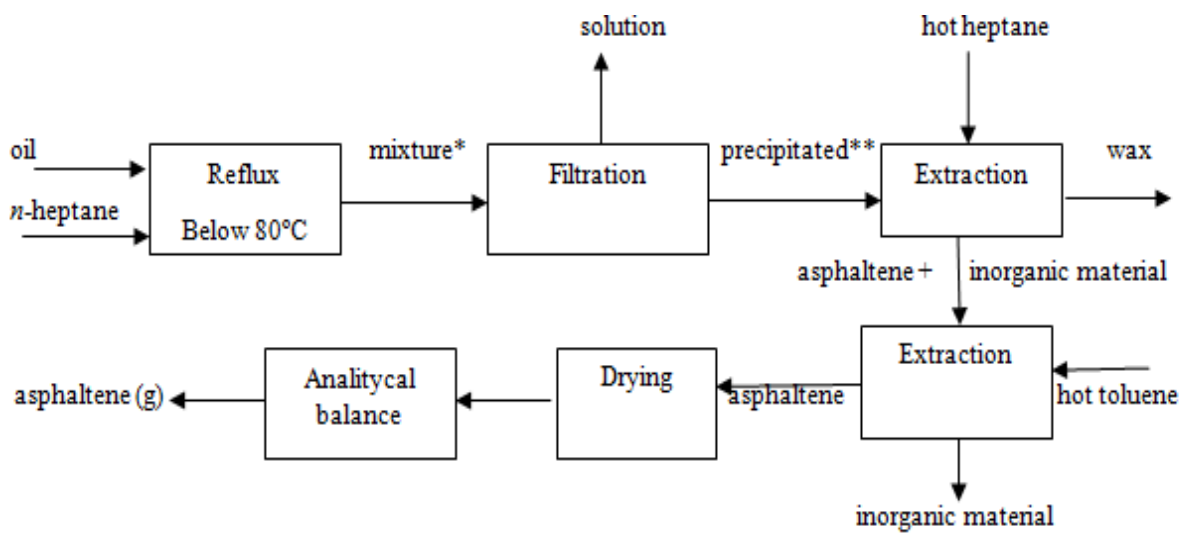 solution
hot heptane
oil
n-heptane
Reflux
Below 80°C
mixture*
Filtration
precipitated**
Extraction
wax
asphaltene +
inorganic material
Extraction
hot toluene
asphaltene
Drying
Analitycal
balance
asphaltene (g)
inorganic material